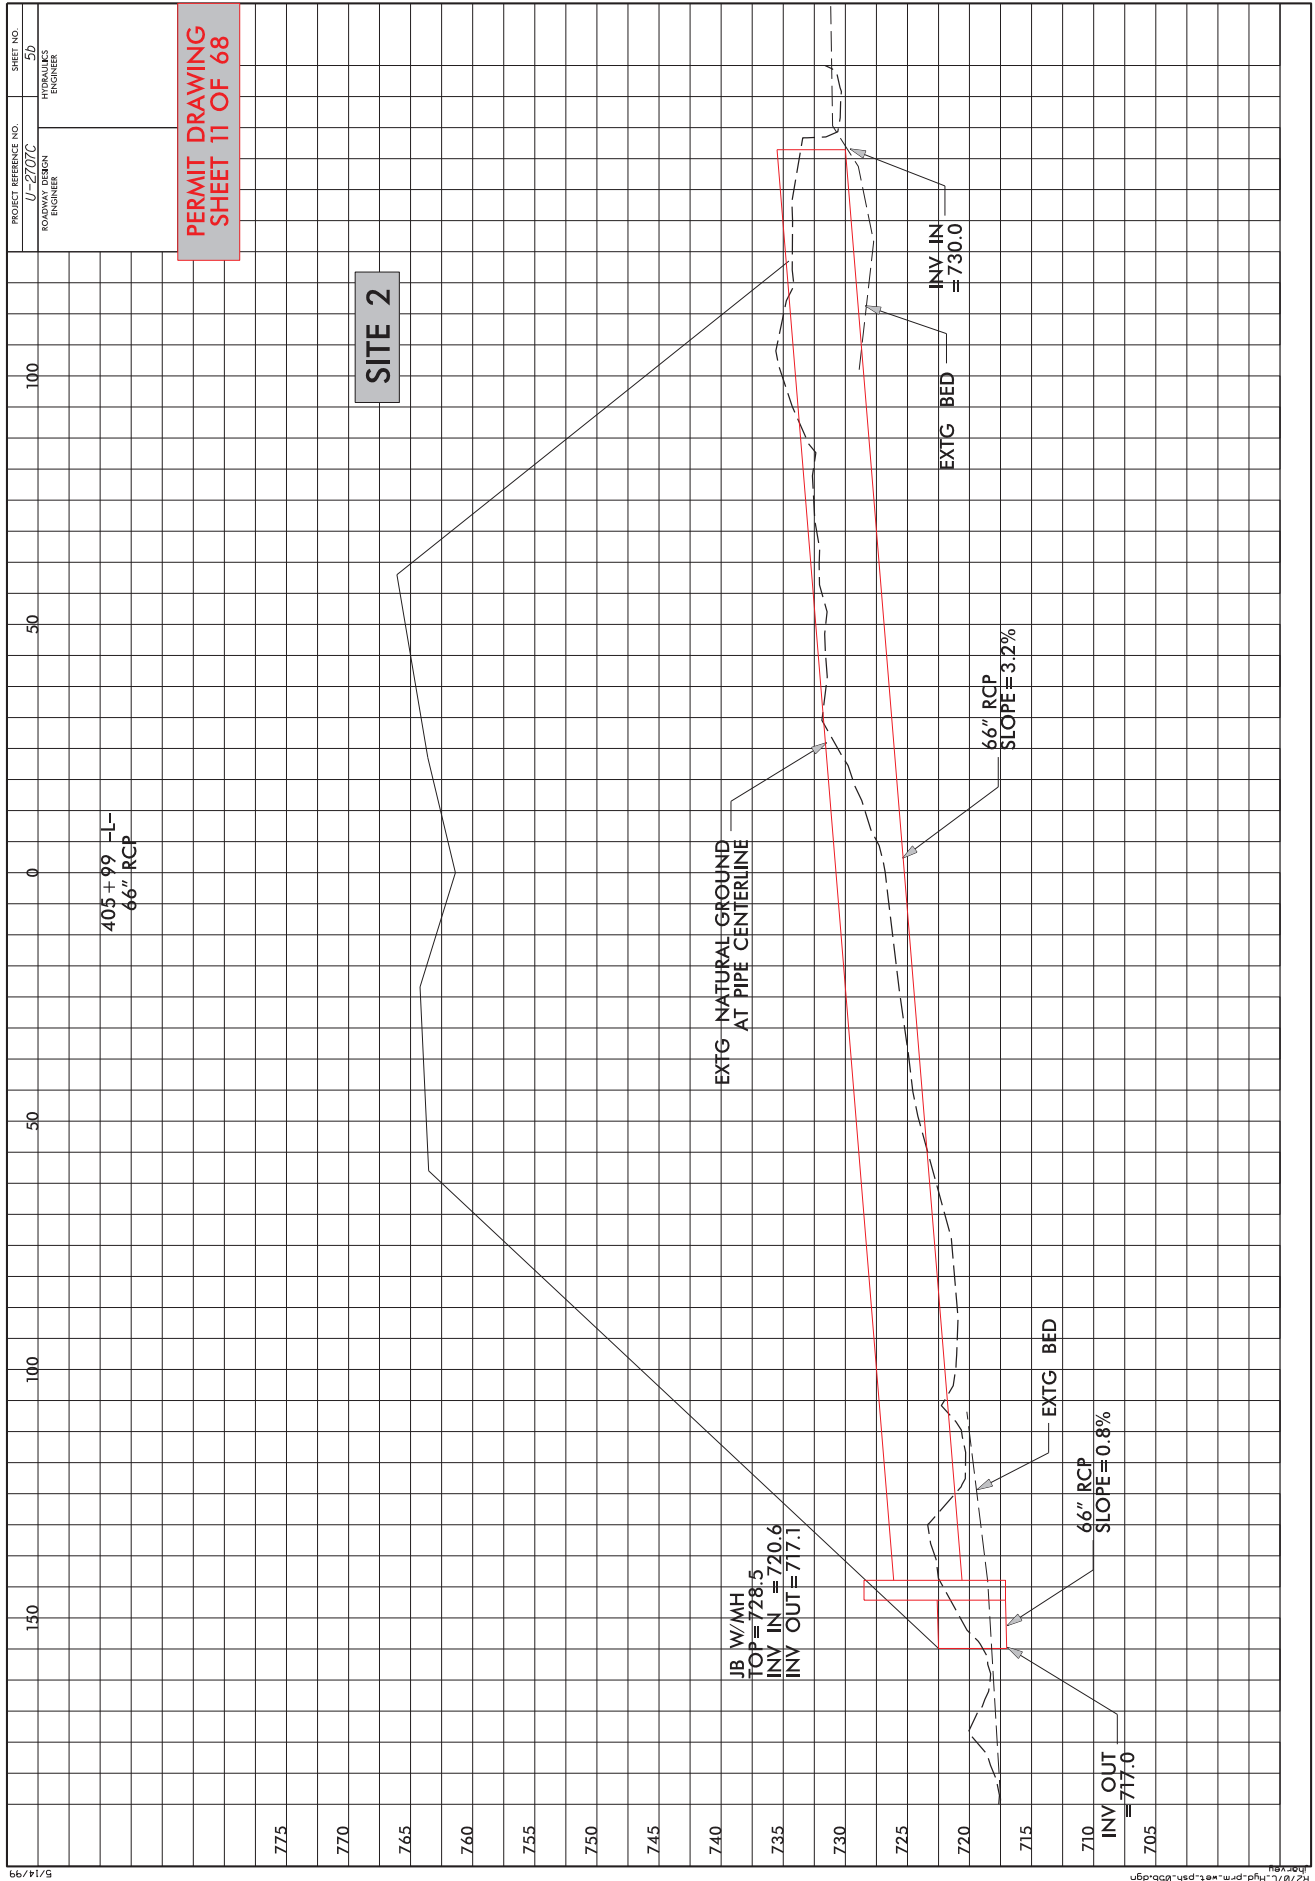 5/14/99
PROJECT REFERENCE NO.
SHEET NO.
U-2707C
5b
ROADWAY DESIGN
ENGINEER
HYDRAULICS
ENGINEER
PERMIT DRAWING
SHEET 11 OF 68
SITE 2
150
100
50
0
50
100
405+99 -L-
66" RCP
775
770
765
760
755
750
745
740
735
730
725
720
715
710
705
JB W/MH
TOP=728.5
INV IN =720.6
INV OUT=717.1
EXTG NATURAL GROUND
AT PIPE CENTERLINE
INV IN
=730.0
EXTG BED
66" RCP
SLOPE=3.2%
EXTG BED
66" RCP
SLOPE=0.8%
INV OUT
=717.0
jharvey